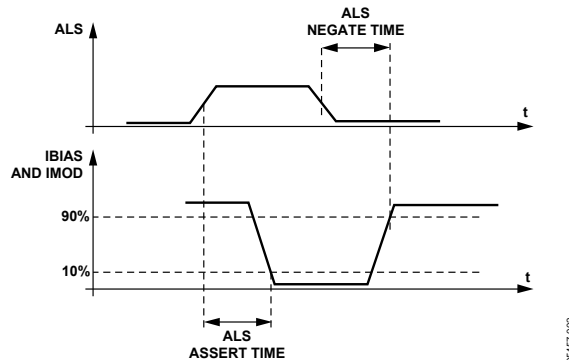 ALS
ALS
NEGATE TIME
t
IBIAS
AND IMOD
90%
10%
t
ALS
ASSERT TIME